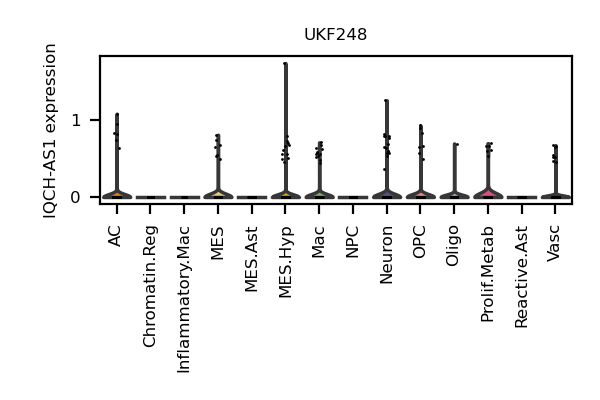 UKF248
IQCH-AS1 expression
1
0
AC
Chromatin.Reg
Inflammatory.Mac
MES
MES.Ast
MES.Hyp
Mac
NPC
Neuron
OPC
Oligo
Prolif.Metab
Reactive.Ast
Vasc